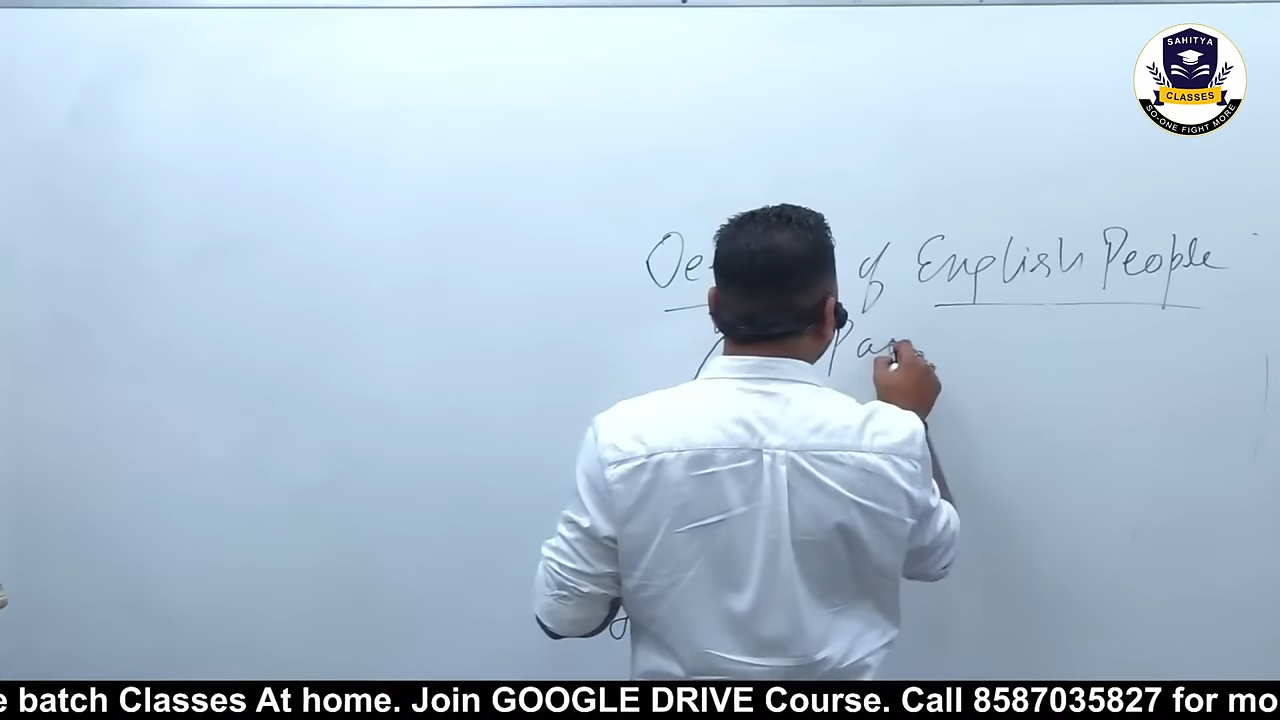 SAHITYA
CLASSES
SO-ONE FIGHT MORE
of English People
Pa
e batch Classes At home. Join GOOGLE DRIVE Course. Call 8587035827 for mo